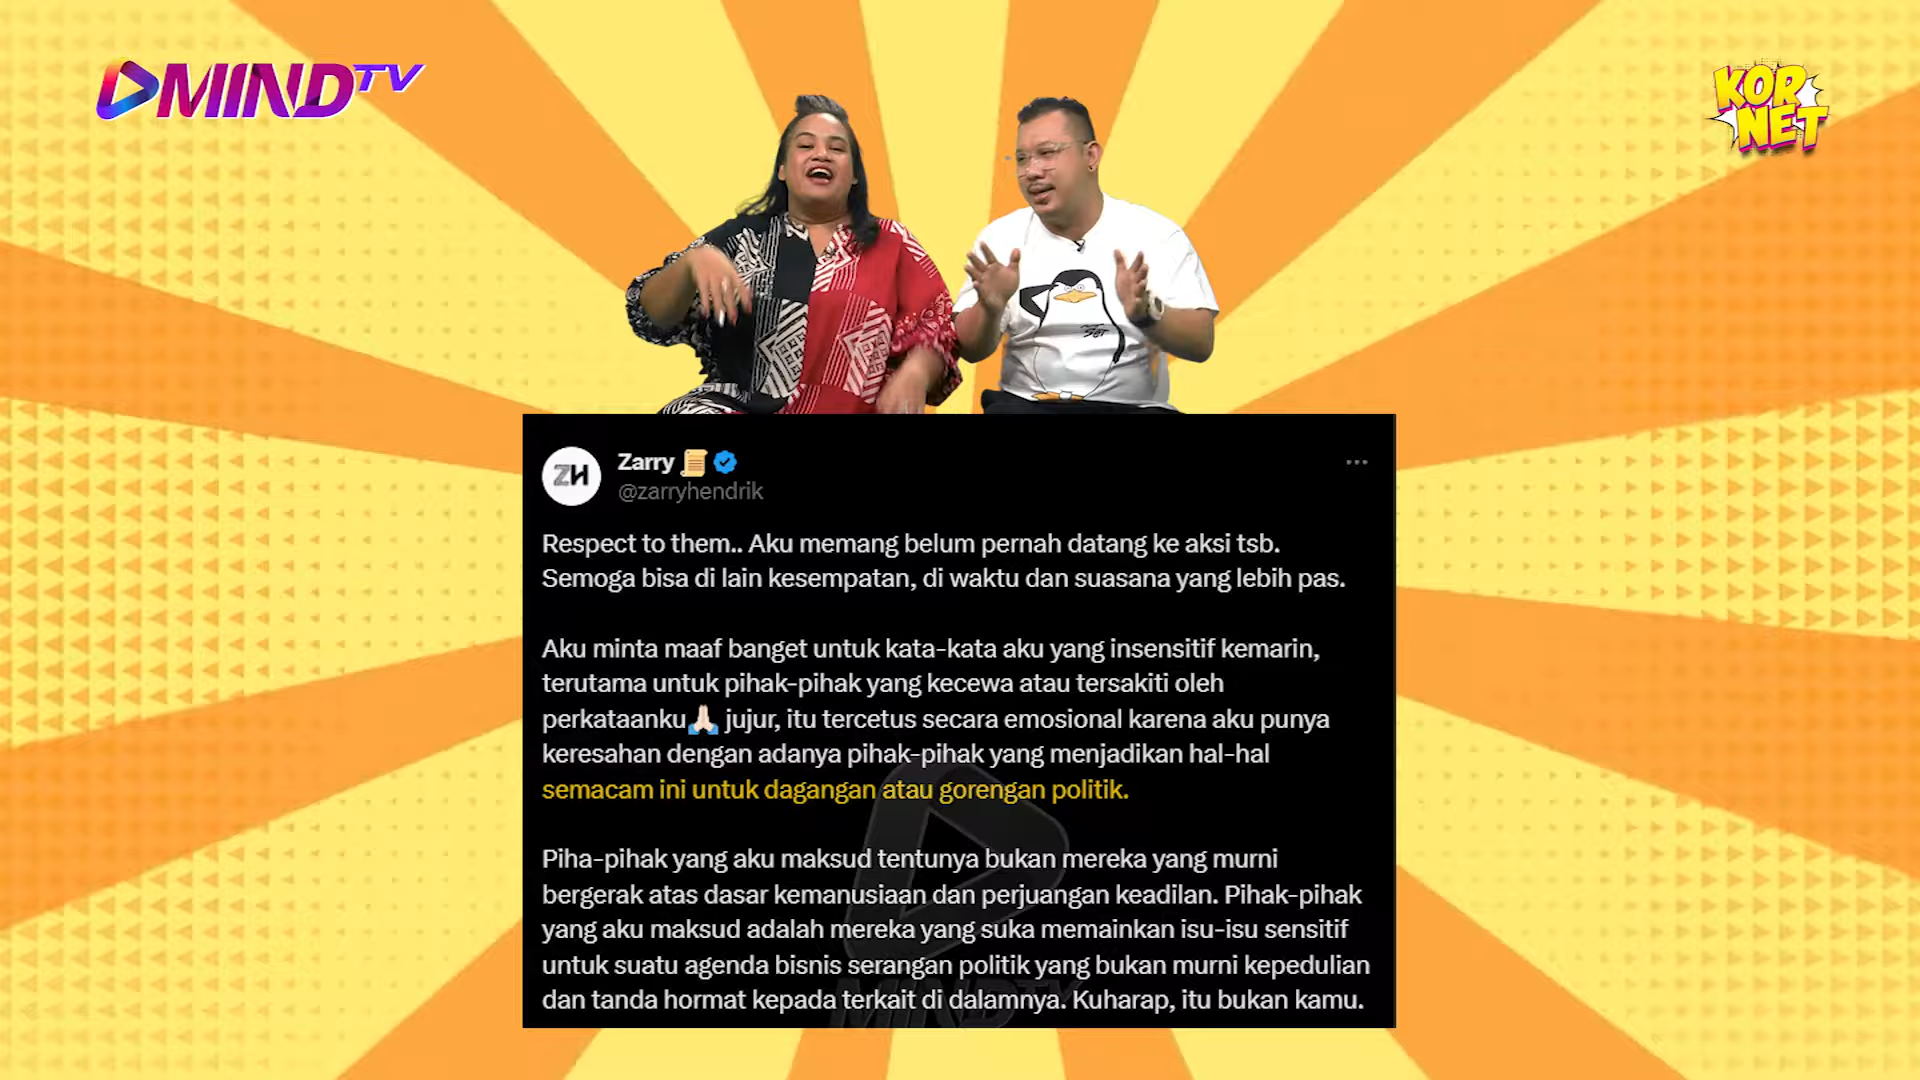 MINDTV
KOR
NET
Zarry
@zarryhendrik
ZH
Respect to them.. Aku memang belum pernah datang ke aksi tsb.
Semoga bisa di lain kesempatan, di waktu dan suasana yang lebih pas.
Aku minta maaf banget untuk kata-kata aku yang insensitif kemarin,
terutama untuk pihak-pihak yang kecewa atau tersakiti oleh
perkataanku🙏🏻 jujur, itu tercetus secara emosional karena aku punya
keresahan dengan adanya pihak-pihak yang menjadikan hal-hal
semacam ini untuk dagangan atau gorengan politik.
Piha-pihak yang aku maksud tentunya bukan mereka yang murni
bergerak atas dasar kemanusiaan dan perjuangan keadilan. Pihak-pihak
yang aku maksud adalah mereka yang suka memainkan isu-isu sensitif
untuk suatu agenda bisnis serangan politik yang bukan murni kepedulian
dan tanda hormat kepada terkait di dalamnya. Kuharap, itu bukan kamu.